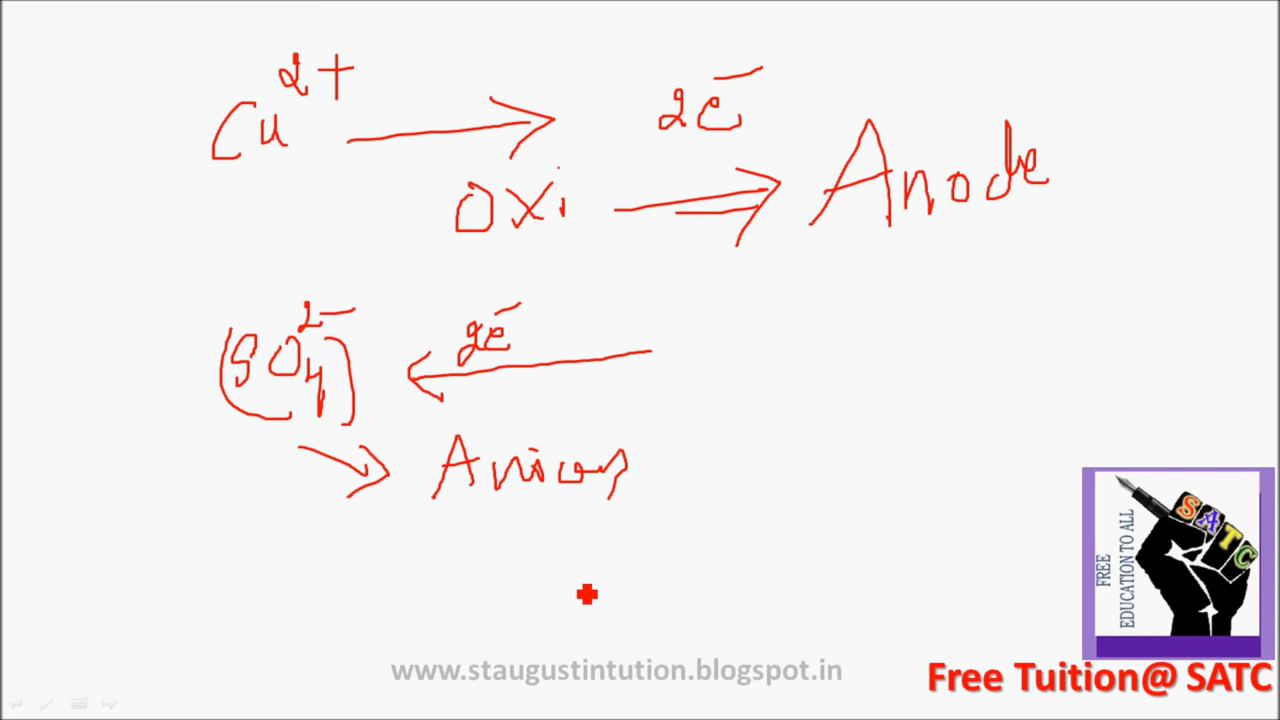 Cu²⁺ ⟶ 2e⁻
OXi ⟹ Anode
(SO₄)²⁻ ⟵ 2e⁻
→
SATC
FREE
EDUCATION TO ALL
www.staugustintution.blogspot.in
Free Tuition@ SATC